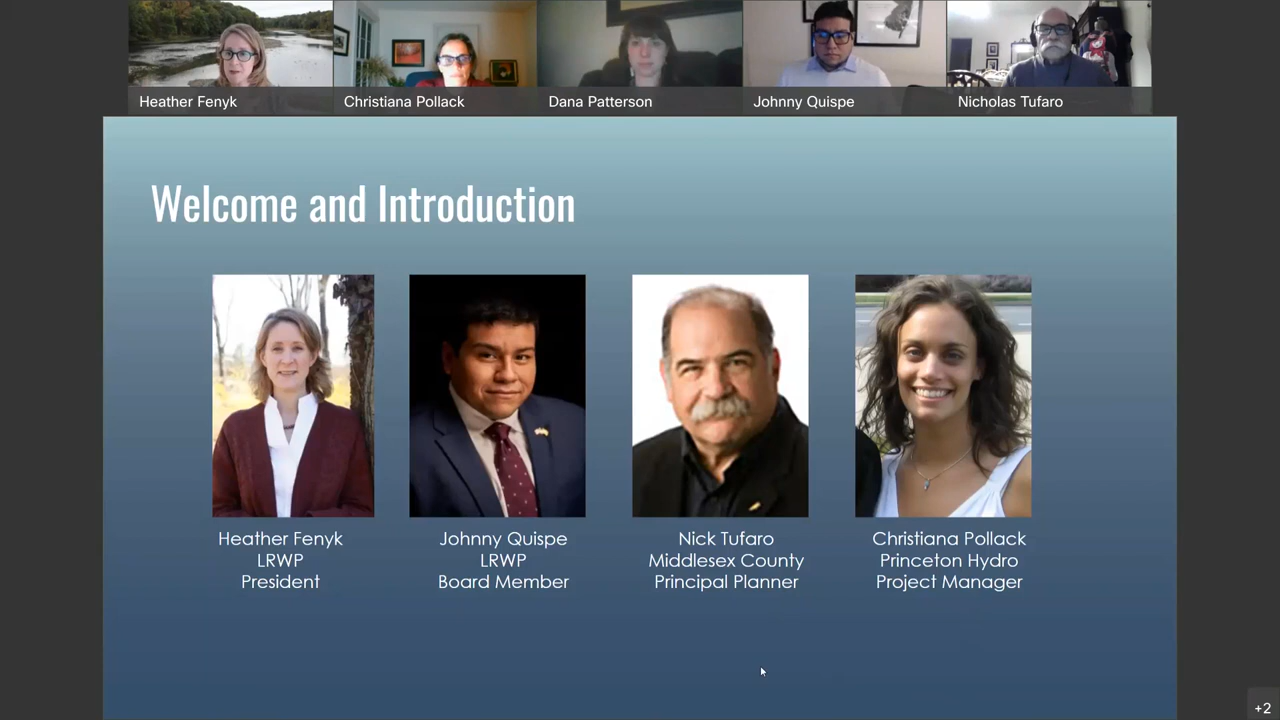 Heather Fenyk
Christiana Pollack
Dana Patterson
Johnny Quispe
Nicholas Tufaro
Welcome and Introduction
Heather Fenyk
LRWP
President
Johnny Quispe
LRWP
Board Member
Nick Tufaro
Middlesex County
Principal Planner
Christiana Pollack
Princeton Hydro
Project Manager
+2